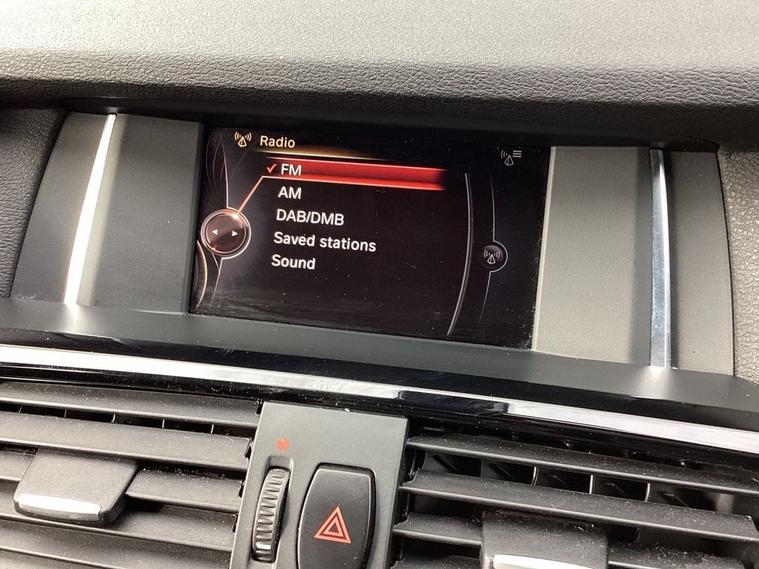 Radio
FM
AM
DAB/DMB
Saved stations
Sound